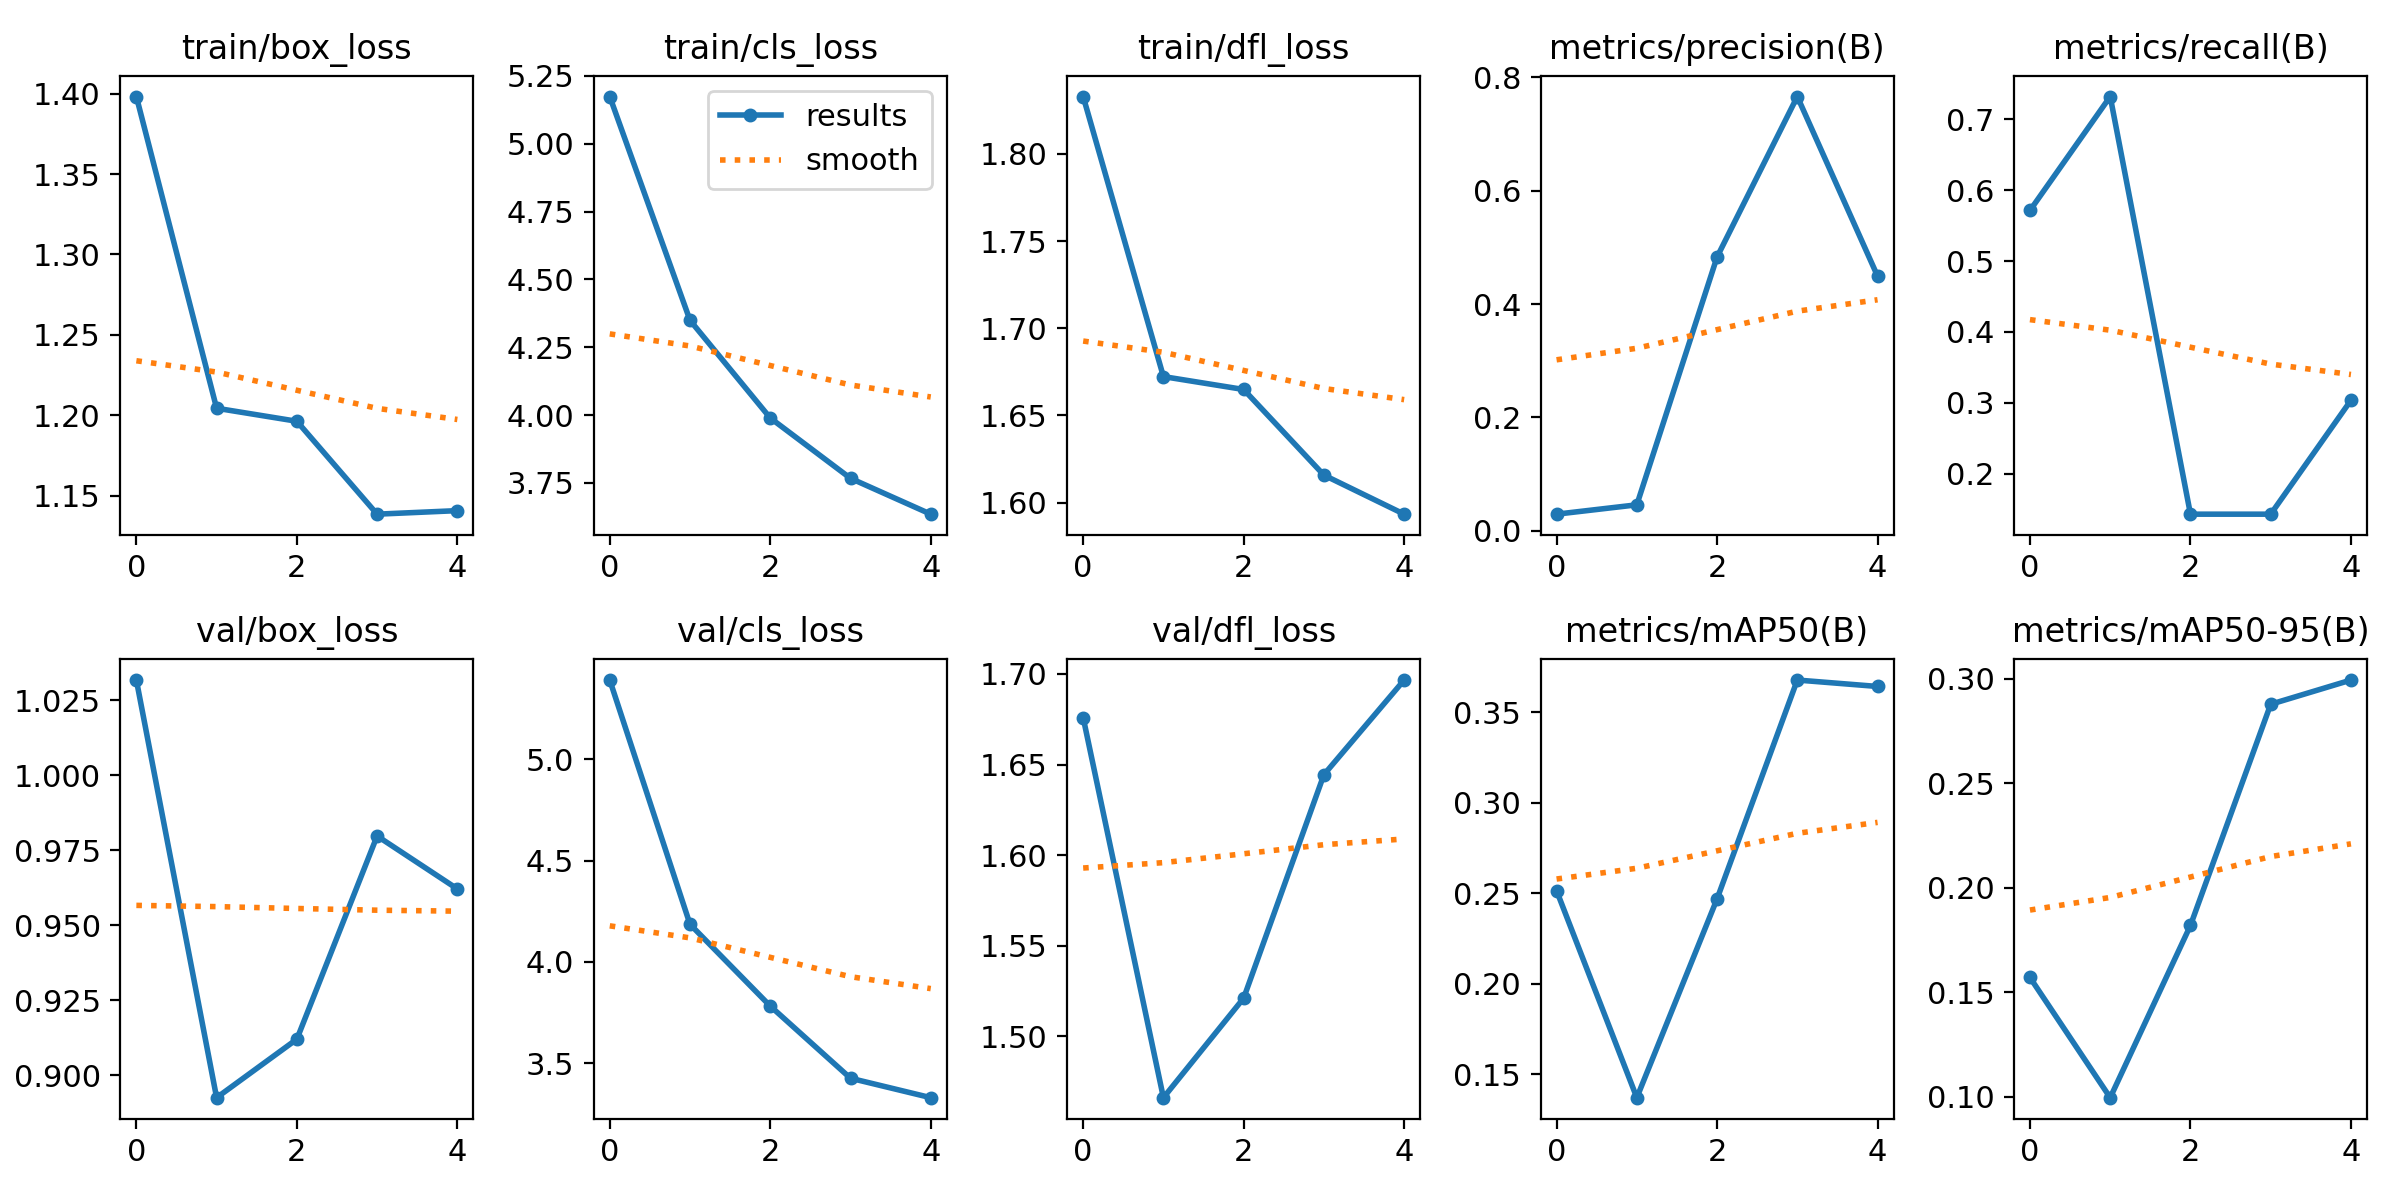 train/box_loss
1.40
1.35
1.30
1.25
1.20
1.15
0 2 4
train/cls_loss
5.25
5.00
4.75
4.50
4.25
4.00
3.75
results
smooth
0 2 4
train/dfl_loss
1.80
1.75
1.70
1.65
1.60
0 2 4
metrics/precision(B)
0.8
0.6
0.4
0.2
0.0
0 2 4
metrics/recall(B)
0.7
0.6
0.5
0.4
0.3
0.2
0 2 4
val/box_loss
1.025
1.000
0.975
0.950
0.925
0.900
0 2 4
val/cls_loss
5.0
4.5
4.0
3.5
0 2 4
val/dfl_loss
1.70
1.65
1.60
1.55
1.50
0 2 4
metrics/mAP50(B)
0.35
0.30
0.25
0.20
0.15
0 2 4
metrics/mAP50-95(B)
0.30
0.25
0.20
0.15
0.10
0 2 4